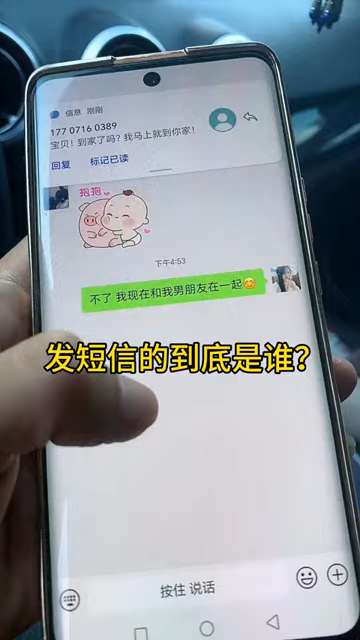 信息 刚刚
177 0716 0389
宝贝！到家了吗？我马上就到你家！
回复 标记已读
抱抱
下午4:53
不了 我现在和我男朋友在一起
发短信的到底是谁？
按住 说话